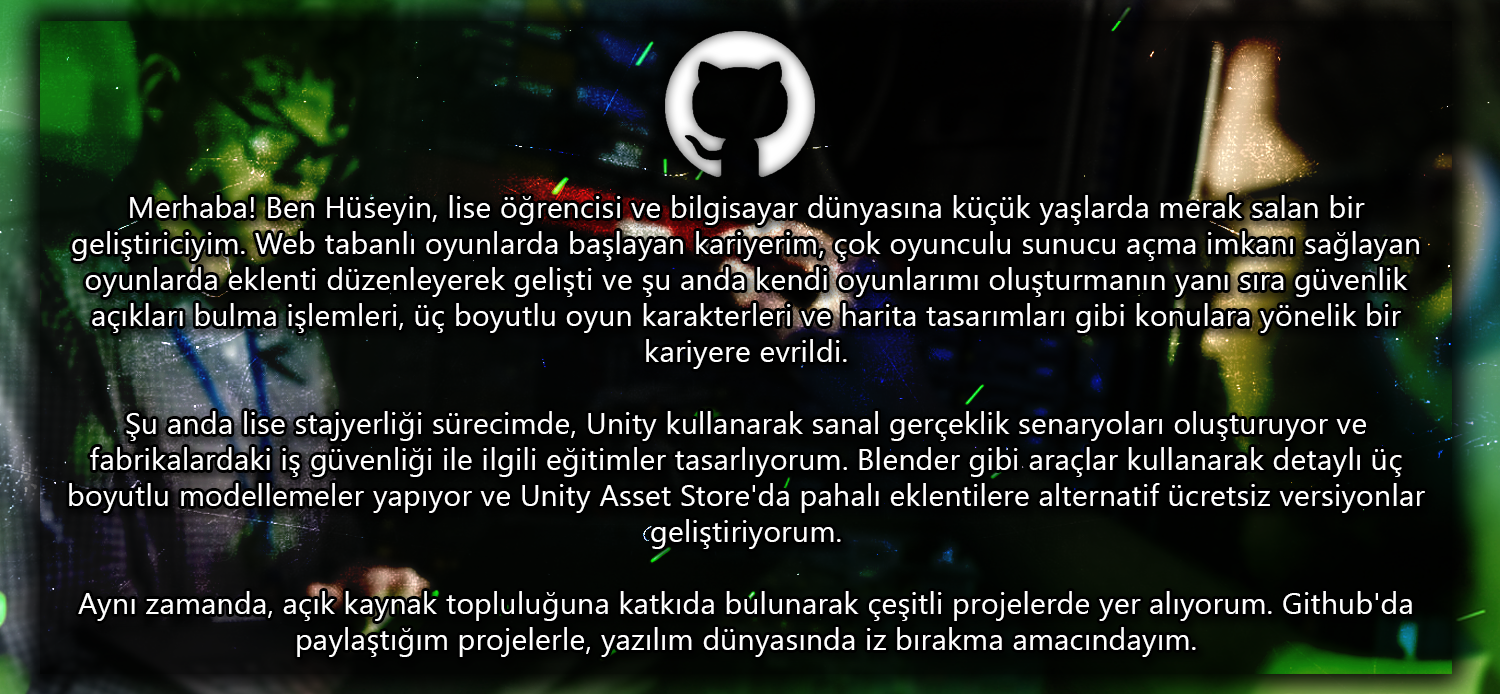 Merhaba! Ben Hüseyin, lise öğrencisi ve bilgisayar dünyasına küçük yaşlarda merak salan bir
geliştiriciyim. Web tabanlı oyunlarda başlayan kariyerim, çok oyunculu sunucu açma imkanı sağlayan
oyunlarda eklenti düzenleyerek gelişti ve şu anda kendi oyunlarımı oluşturmanın yanı sıra güvenlik
açıkları bulma işlemleri, üç boyutlu oyun karakterleri ve harita tasarımları gibi konulara yönelik bir
kariyere evrildi.
Şu anda lise stajyerliği sürecimde, Unity kullanarak sanal gerçeklik senaryoları oluşturuyor ve
fabrikalardaki iş güvenliği ile ilgili eğitimler tasarlıyorum. Blender gibi araçlar kullanarak detaylı üç
boyutlu modellemeler yapıyor ve Unity Asset Store'da pahalı eklentilere alternatif ücretsiz versiyonlar
geliştiriyorum.
Aynı zamanda, açık kaynak topluluğuna katkıda bulunarak çeşitli projelerde yer alıyorum. Github'da
paylaştığım projelerle, yazılım dünyasında iz bırakma amacındayım.